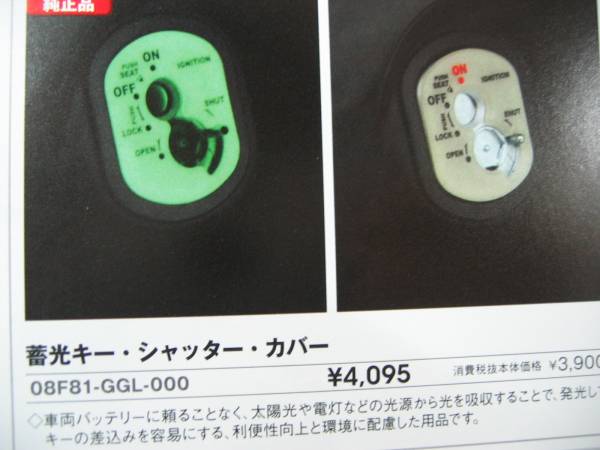 純正品
ON
PUSH
SEAT
IGNITION
OFF
PUSH
SHUT
LOCK
OPEN
ON
PUSH
SEAT
IGNITION
OFF
PUSH
SHUT
LOCK
OPEN
蓄光キー・シャッター・カバー
08F81-GGL-000 ¥4,095 消費税抜本体価格 ¥3,900
◇車両バッテリーに頼ることなく、太陽光や電灯などの光源から光を吸収することで、発光し
キーの差込みを容易にする、利便性向上と環境に配慮した用品です。